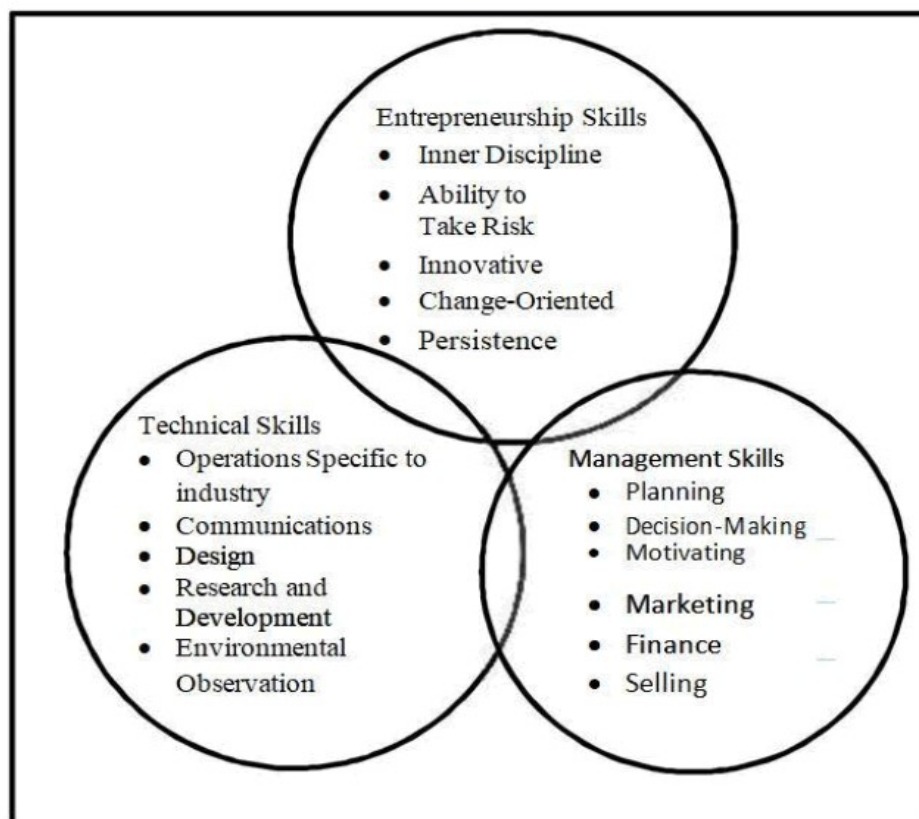 Entrepreneurship Skills
• Inner Discipline
• Ability to
Take Risk
• Innovative
• Change-Oriented
• Persistence
Technical Skills
• Operations Specific to
industry
• Communications
• Design
• Research and
Development
• Environmental
Observation
Management Skills
• Planning
• Decision-Making
• Motivating
• Marketing
• Finance
• Selling